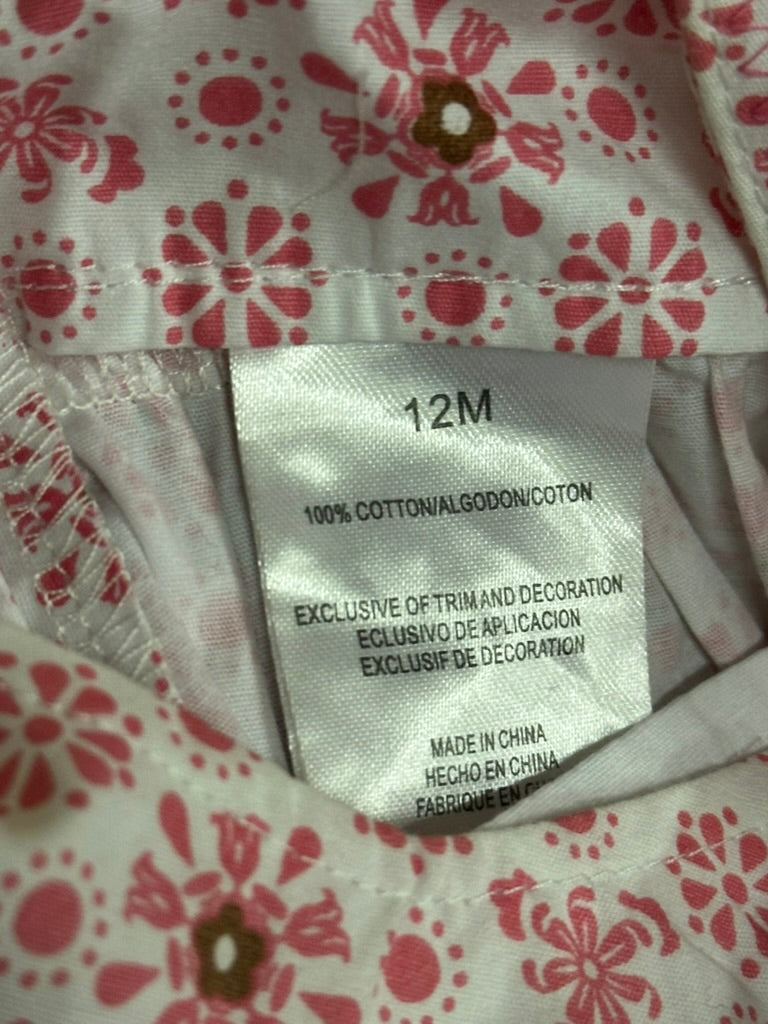 12M
100% COTTON/ALGODON/COTON
EXCLUSIVE OF TRIM AND DECORATION
ECLUSIVO DE APLICACION
EXCLUSIF DE DECORATION
MADE IN CHINA
HECHO EN CHINA
FABRIQUE EN